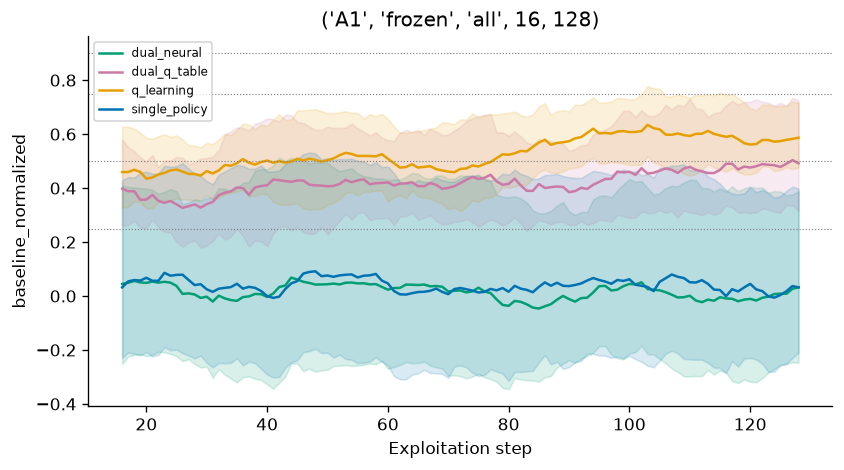 ('A1', 'frozen', 'all', 16, 128)
dual_neural
dual_q_table
q_learning
single_policy
baseline_normalized
0.8
0.6
0.4
0.2
0.0
−0.2
−0.4
20 40 60 80 100 120
Exploitation step